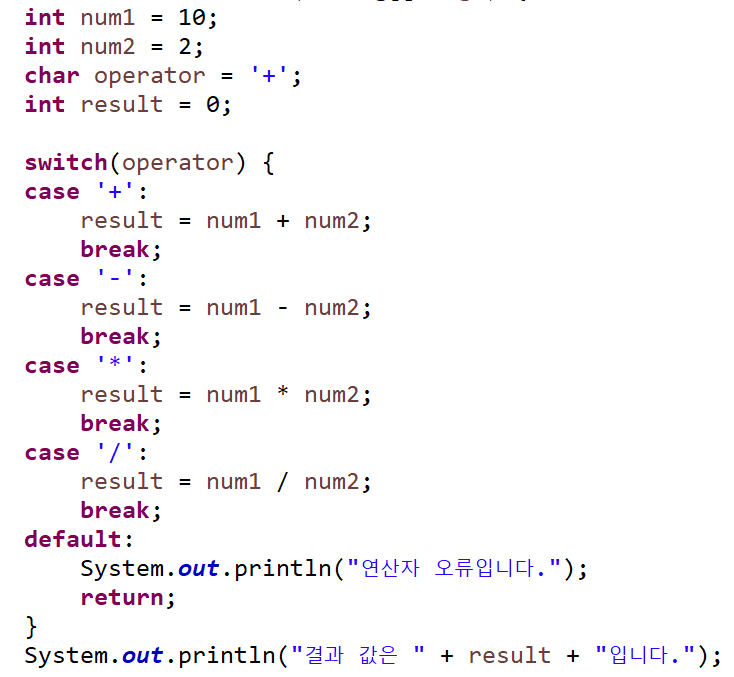 int num1 = 10;
int num2 = 2;
char operator = '+';
int result = 0;

switch(operator) {
case '+':
    result = num1 + num2;
    break;
case '-':
    result = num1 - num2;
    break;
case '*':
    result = num1 * num2;
    break;
case '/':
    result = num1 / num2;
    break;
default:
    System.out.println("연산자 오류입니다.");
    return;
}
System.out.println("결과 값은 " + result + "입니다.");